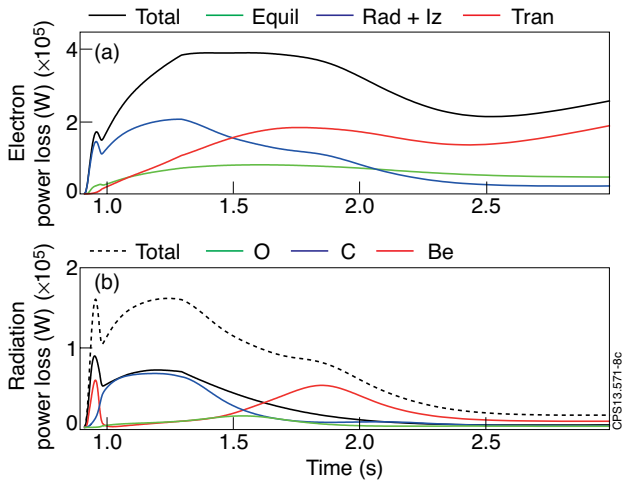 Total Equil Rad + Iz Tran
(a)
Electron
power loss (W) (×10⁵)
4
2
0
1.0 1.5 2.0 2.5
Total O C Be
(b)
Radiation
power loss (W) (×10⁵)
2
1
0
1.0 1.5 2.0 2.5
Time (s)
CPS13.571-8c